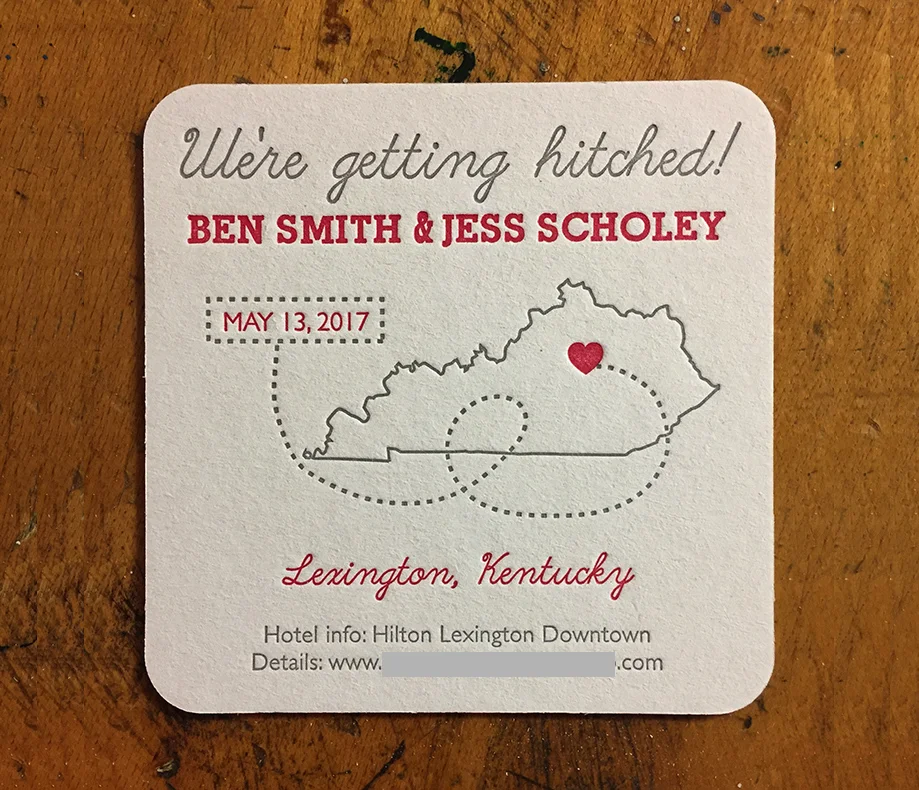 We're getting hitched!
BEN SMITH & JESS SCHOLEY
MAY 13, 2017
Lexington, Kentucky
Hotel info: Hilton Lexington Downtown
Details: www. .com